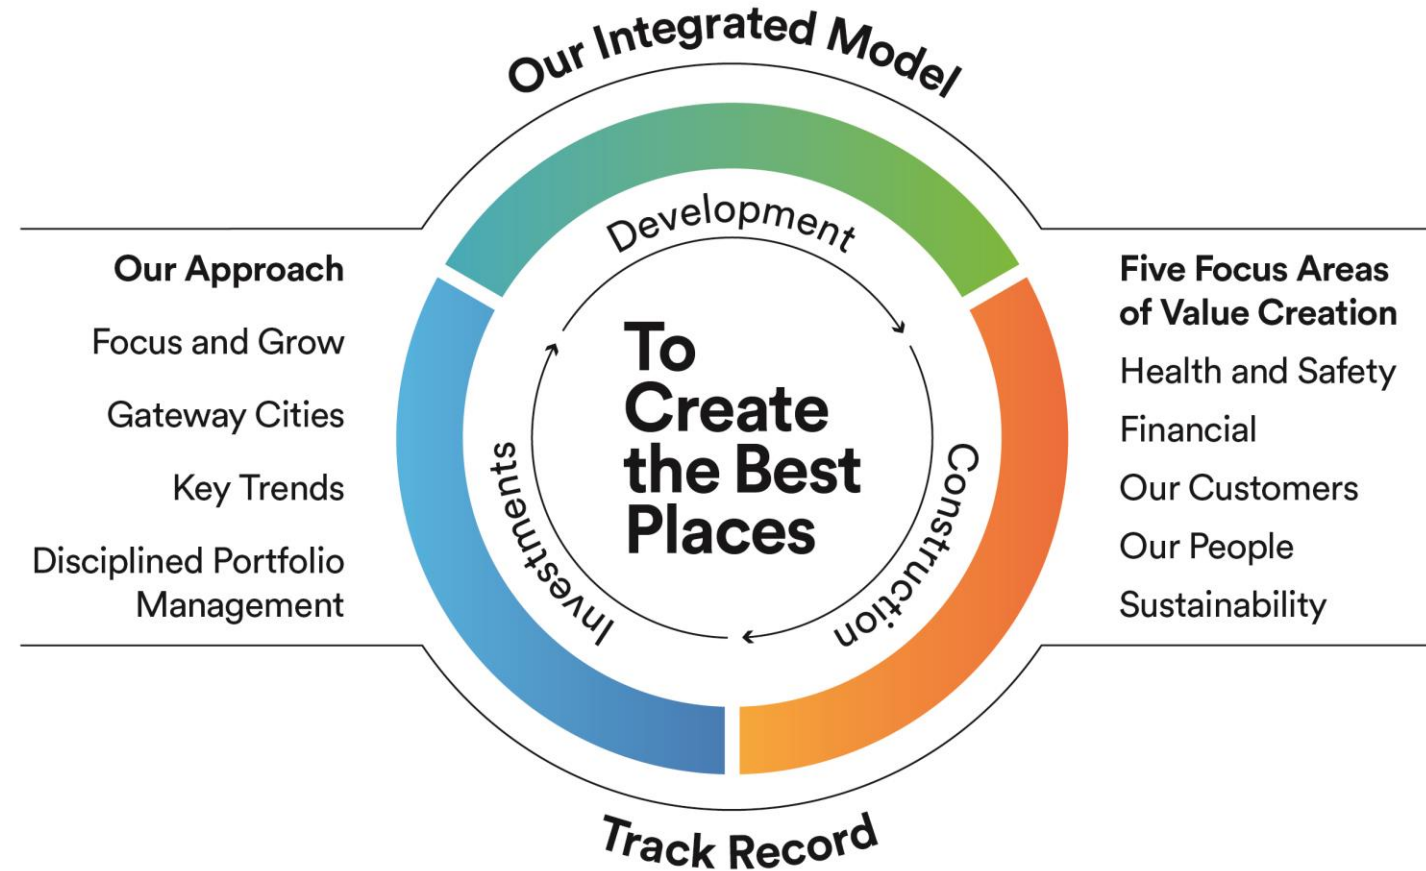 Our Integrated Model
Development
Our Approach
Focus and Grow
Gateway Cities
Key Trends
Disciplined Portfolio
Management
Investments
To
Create
the Best
Places
Construction
Five Focus Areas
of Value Creation
Health and Safety
Financial
Our Customers
Our People
Sustainability
Track Record